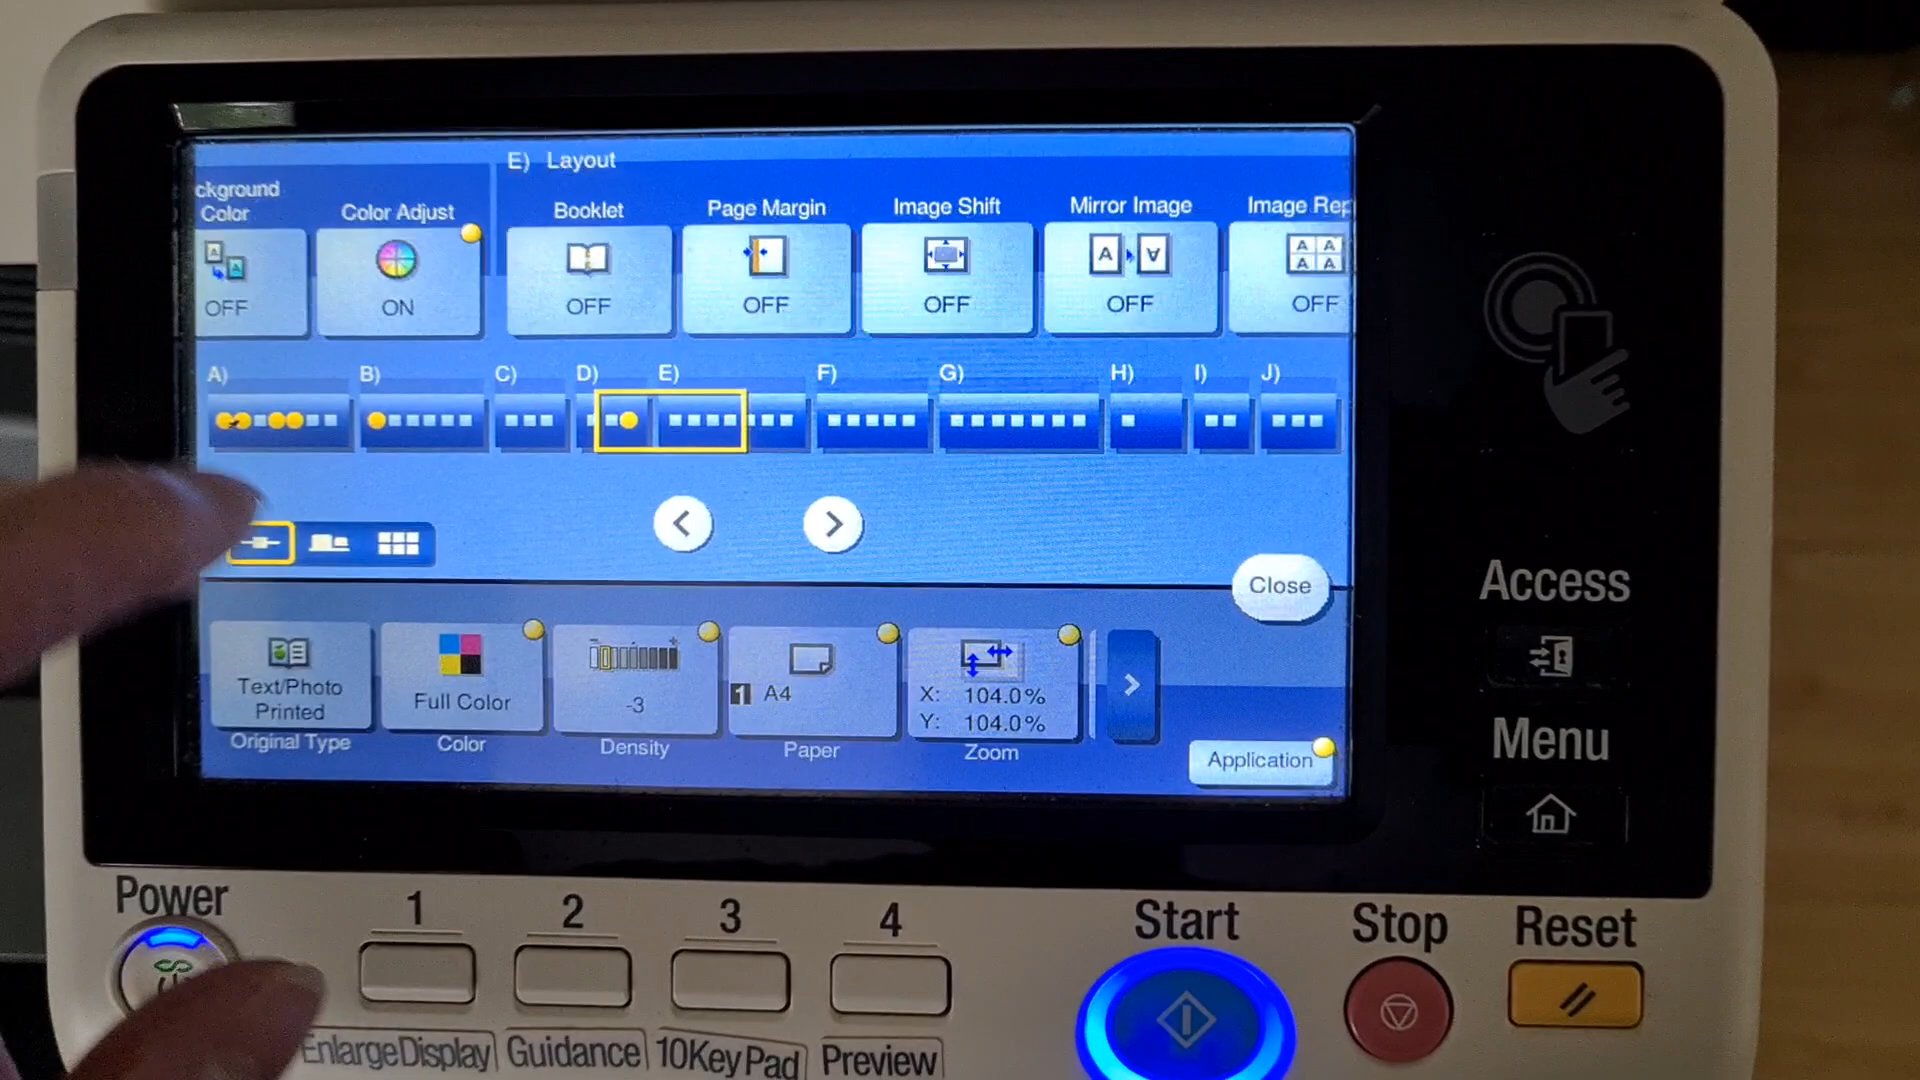 E) Layout
ckground
Color
Color Adjust
Booklet
Page Margin
Image Shift
Mirror Image
Image Rep
OFF
ON
OFF
OFF
OFF
OFF
OFF
A)
B)
C)
D)
E)
F)
G)
H)
I)
J)
Close
Text/Photo
Printed
Full Color
-3
1 A4
X: 104.0%
Y: 104.0%
Original Type
Color
Density
Paper
Zoom
Application
Access
Menu
Power
1
2
3
4
Start
Stop
Reset
EnlargeDisplay
Guidance
10KeyPad
Preview